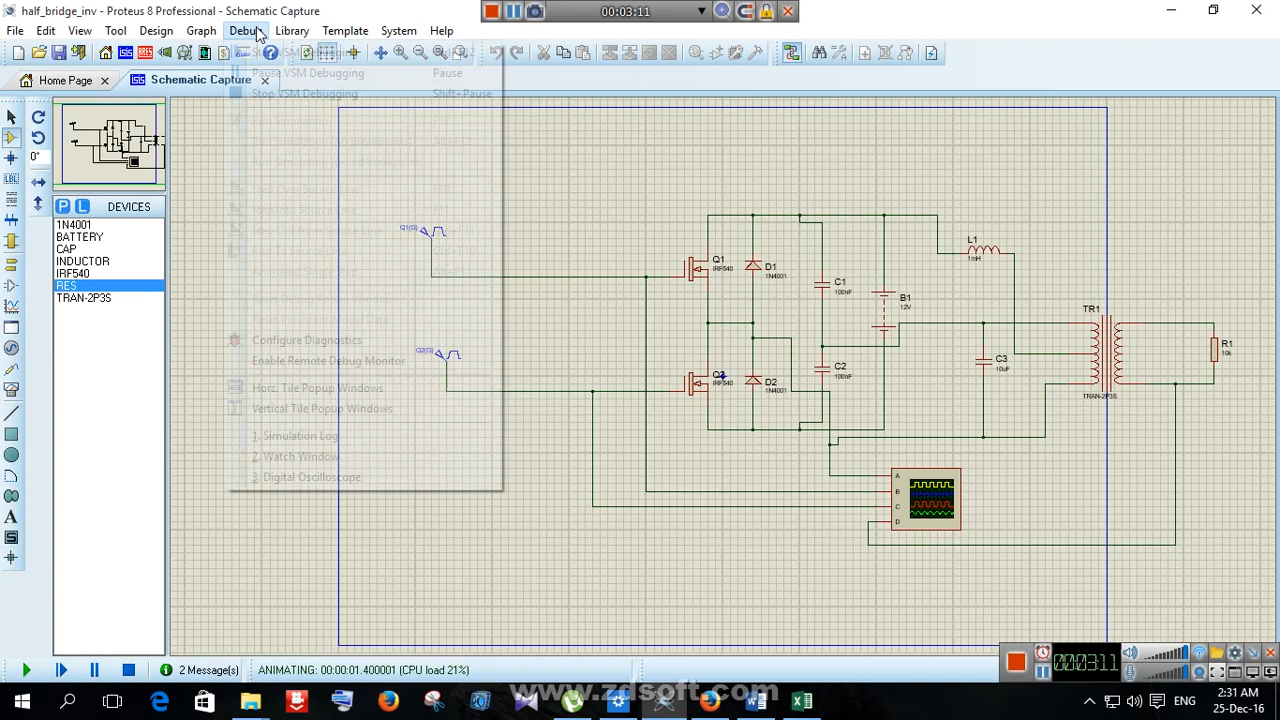 half_bridge_inv - Proteus 8 Professional - Schematic Capture
00:03:11
File Edit View Tool Design Graph Debug Library Template System Help
Home Page
Schematic Capture
Pause VSM Debugging Pause
Stop VSM Debugging Shift+Pause
Run Simulation
Configure Diagnostics
Enable Remote Debug Monitor
Horz. Tile Popup Windows
Vertical Tile Popup Windows
1. Simulation Log
2. Watch Window
3. Digital Oscilloscope
0°
LBL
P L DEVICES
1N4001
BATTERY
CAP
INDUCTOR
IRF540
RES
TRAN-2P3S
Q1(G)
Q2(G)
Q1
IRF540
D1
1N4001
C1
100nF
B1
12V
L1
1mH
TR1
TRAN-2P3S
R1
10k
C3
10uF
C2
100nF
IRF540
D2
1N4001
A
B
C
D
2 Message(s)
ANIMATING: 00:00:00.400001 (CPU load 21%)
00:03:11
www.zdsoft.com
ENG
2:31 AM
25-Dec-16